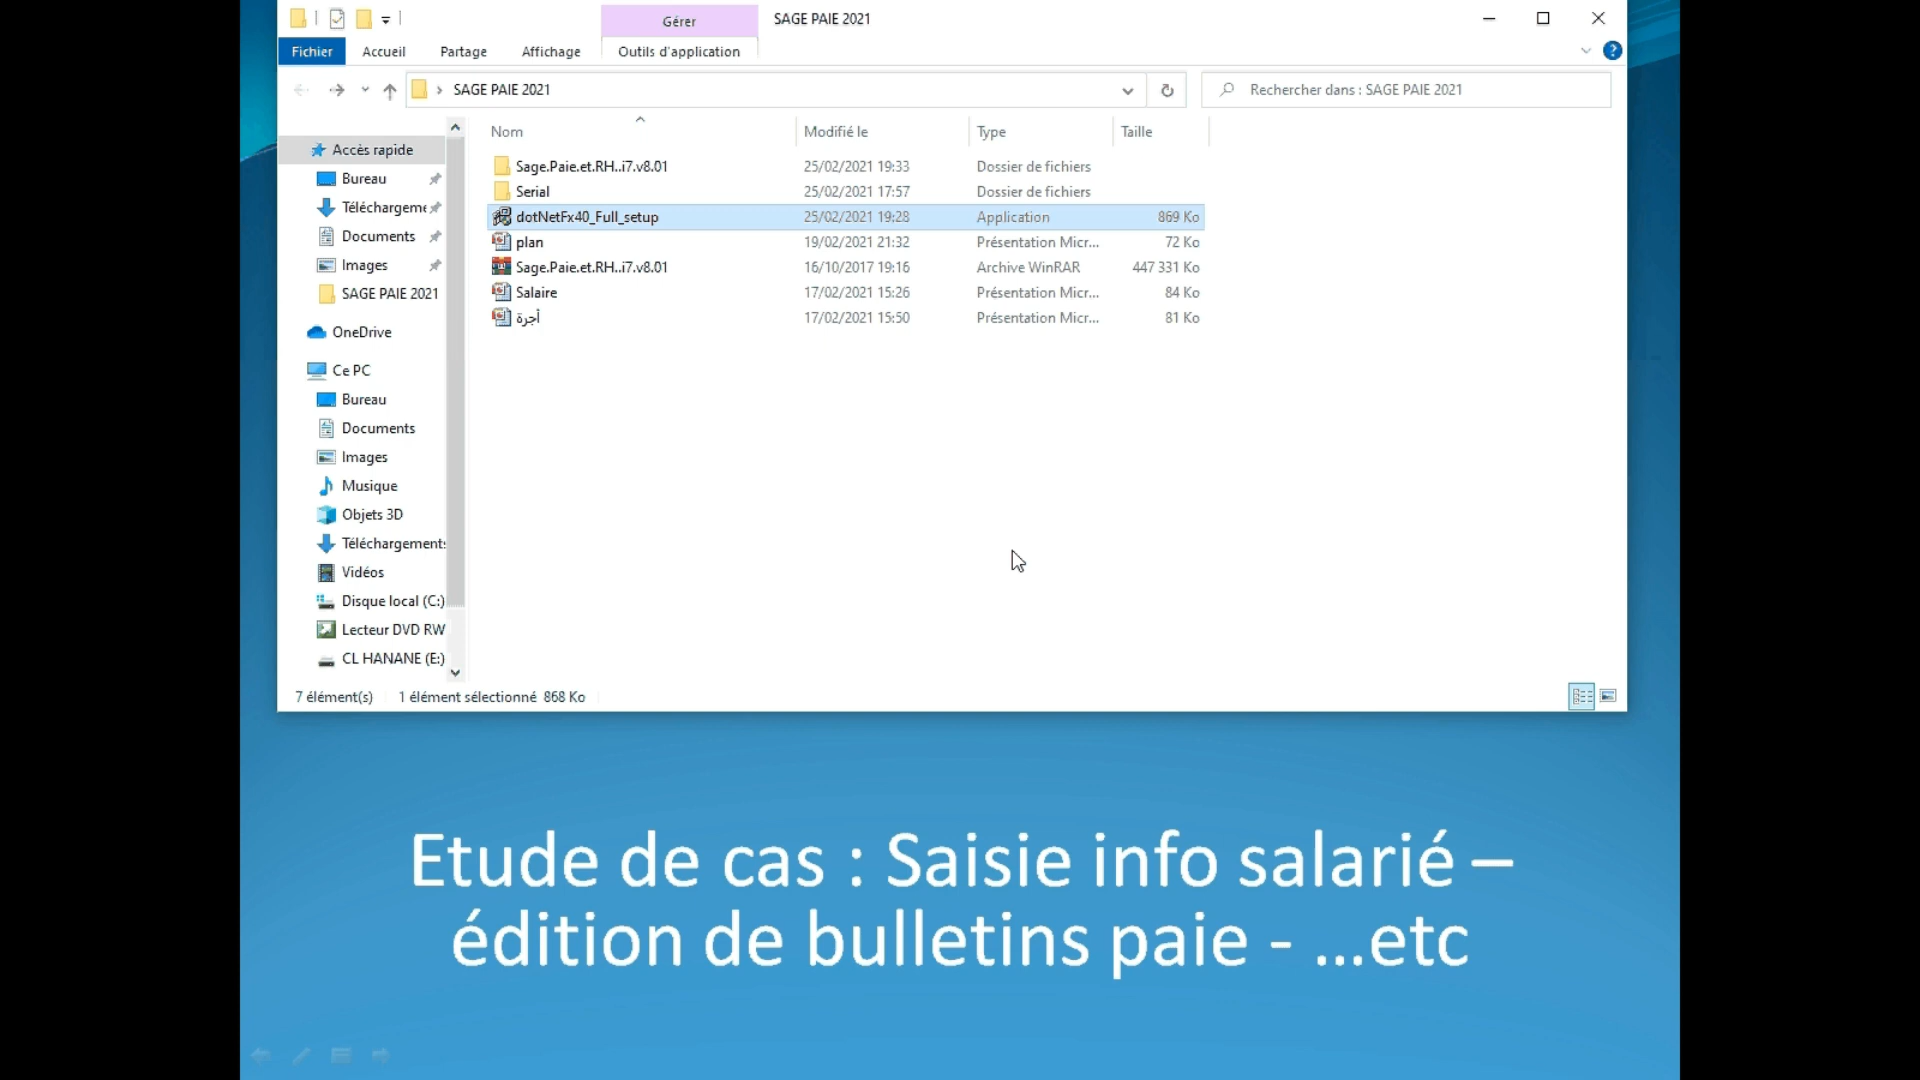 Gérer
SAGE PAIE 2021
Fichier
Accueil
Partage
Affichage
Outils d'application
SAGE PAIE 2021
Rechercher dans : SAGE PAIE 2021
Nom
Modifié le
Type
Taille
Sage.Paie.et.RH..i7.v8.01 25/02/2021 19:33 Dossier de fichiers
Serial 25/02/2021 17:57 Dossier de fichiers
dotNetFx40_Full_setup 25/02/2021 19:28 Application 869 Ko
plan 19/02/2021 21:32 Présentation Micr... 72 Ko
Sage.Paie.et.RH..i7.v8.01 16/10/2017 19:16 Archive WinRAR 447 331 Ko
Salaire 17/02/2021 15:26 Présentation Micr... 84 Ko
أجرة 17/02/2021 15:50 Présentation Micr... 81 Ko
Accès rapide
Bureau
Téléchargeme
Documents
Images
SAGE PAIE 2021
OneDrive
Ce PC
Bureau
Documents
Images
Musique
Objets 3D
Téléchargements
Vidéos
Disque local (C:)
Lecteur DVD RW
CL HANANE (E:)
7 élément(s)
1 élément sélectionné 868 Ko
Etude de cas : Saisie info salarié –
édition de bulletins paie - ...etc